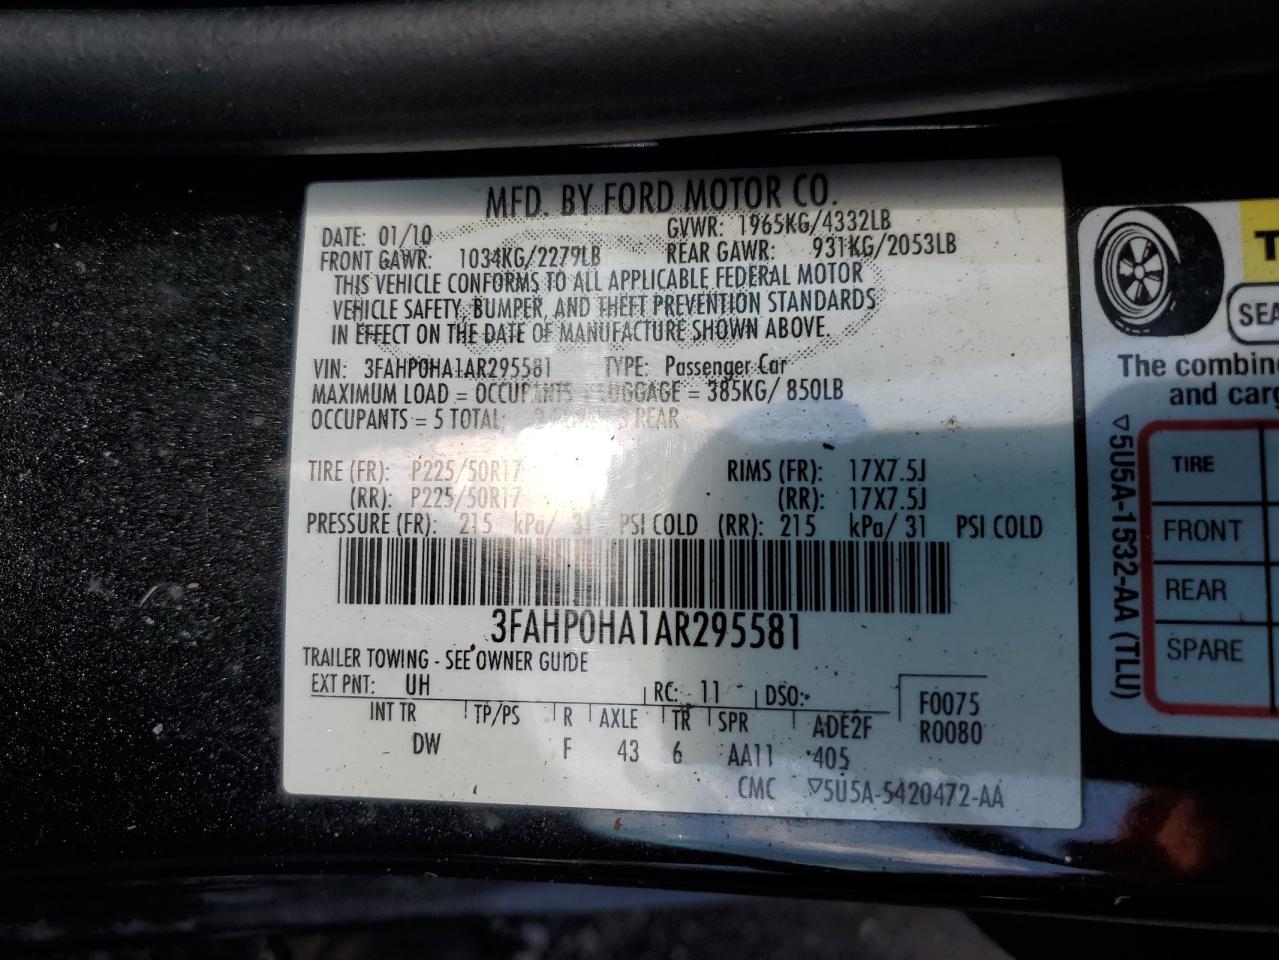 MFD. BY FORD MOTOR CO.
DATE: 01/10 GVWR: 1965KG/4332LB
FRONT GAWR: 1034KG/2279LB REAR GAWR: 931KG/2053LB
THIS VEHICLE CONFORMS TO ALL APPLICABLE FEDERAL MOTOR
VEHICLE SAFETY, BUMPER, AND THEFT PREVENTION STANDARDS
IN EFFECT ON THE DATE OF MANUFACTURE SHOWN ABOVE.
VIN: 3FAHP0HA1AR295581 TYPE: Passenger Car
MAXIMUM LOAD = OCCUPANTS + LUGGAGE = 385KG/ 850LB
OCCUPANTS = 5 TOTAL; 3 REAR
TIRE (FR): P225/50R17 RIMS (FR): 17X7.5J
(RR): P225/50R17 (RR): 17X7.5J
PRESSURE (FR): 215 kPa/ 31 PSI COLD (RR): 215 kPa/ 31 PSI COLD
3FAHP0HA1AR295581
TRAILER TOWING - SEE OWNER GUIDE
EXT PNT: UH RC: 11 DSO:
INT TR TP/PS R AXLE TR SPR ADE2F
DW F 43 6 AA11 405
F0075
R0080
CMC ▽5U5A-5420472-AA
T
SEA
The combin
and carg
TIRE
FRONT
REAR
SPARE
▽5U5A-1532-AA (TLU)